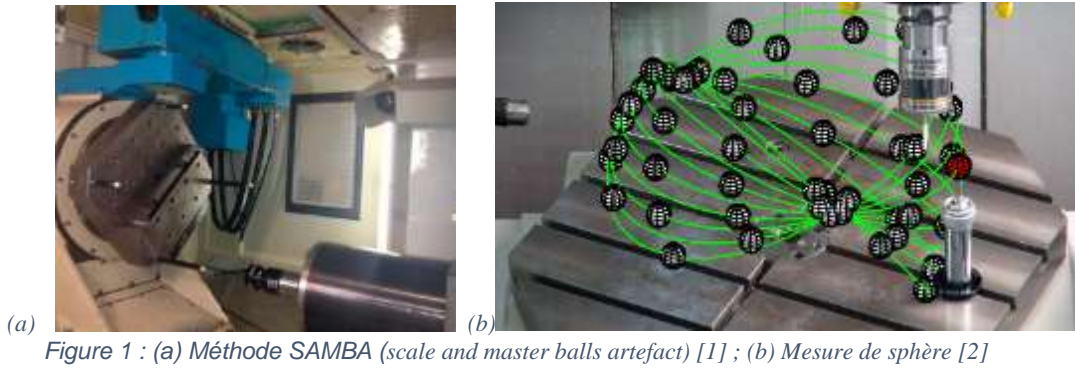 (a) (b)
Figure 1 : (a) Méthode SAMBA (scale and master balls artefact) [1] ; (b) Mesure de sphère [2]